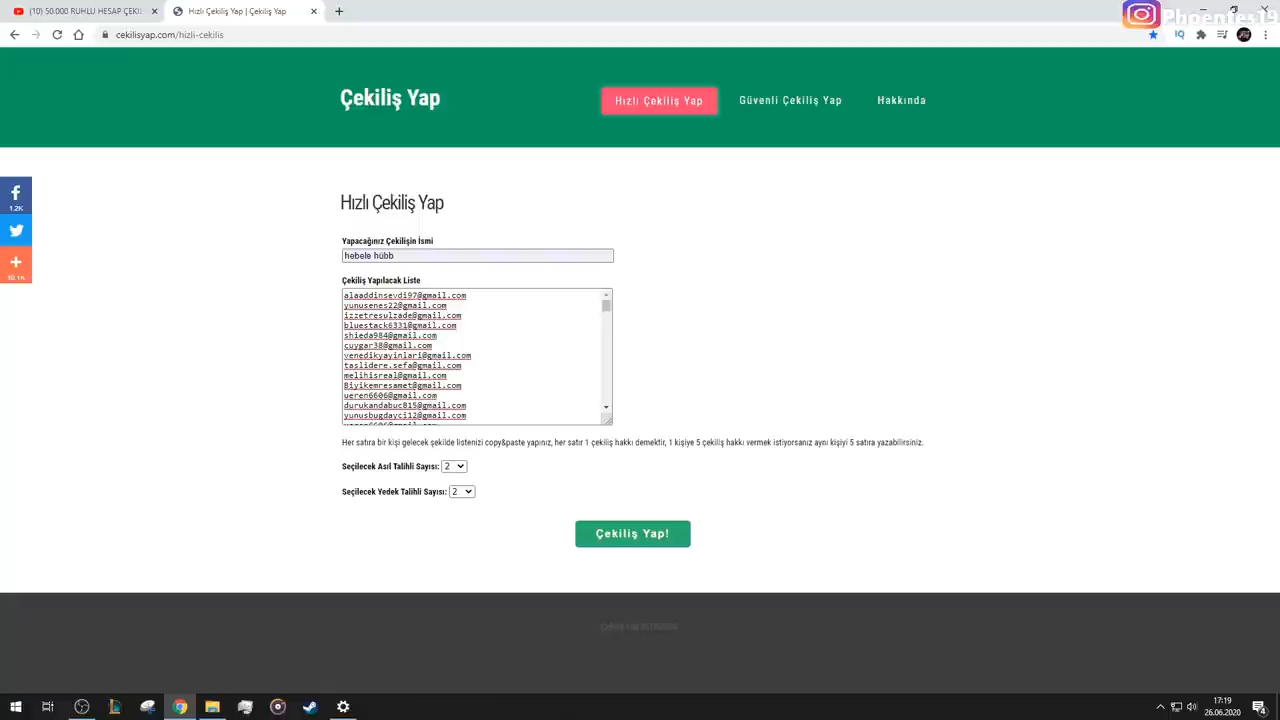 (10) 50.000 RUHLU HESAP ÇEKİL
Hızlı Çekiliş Yap | Çekiliş Yap
Phoenfes19
cekilisyap.com/hizli-cekilis
Çekiliş Yap
Hızlı Çekiliş Yap
Güvenli Çekiliş Yap
Hakkında
1.2K
10.1K
Hızlı Çekiliş Yap
Yapacağınız Çekilişin İsmi
hebele hübb
Çekiliş Yapılacak Liste
alaaddinsevdi97@gmail.com
yunusenes22@gmail.com
izzetresulzade@gmail.com
bluestack6331@gmail.com
shieda984@gmail.com
cuygar38@gmail.com
venedikyayinlari@gmail.com
taslidere.sefa@gmail.com
melihisreal@gmail.com
Biyikemresamet@gmail.com
ueren6606@gmail.com
durukandabuc815@gmail.com
yunusbugdayci12@gmail.com
Her satıra bir kişi gelecek şekilde listenizi copy&paste yapınız, her satır 1 çekiliş hakkı demektir, 1 kişiye 5 çekiliş hakkı vermek istiyorsanız aynı kişiyi 5 satıra yazabilirsiniz.
Seçilecek Asıl Talihli Sayısı: 2
Seçilecek Yedek Talihli Sayısı: 2
Çekiliş Yap!
Çekiliş Yap
17:19
26.06.2020